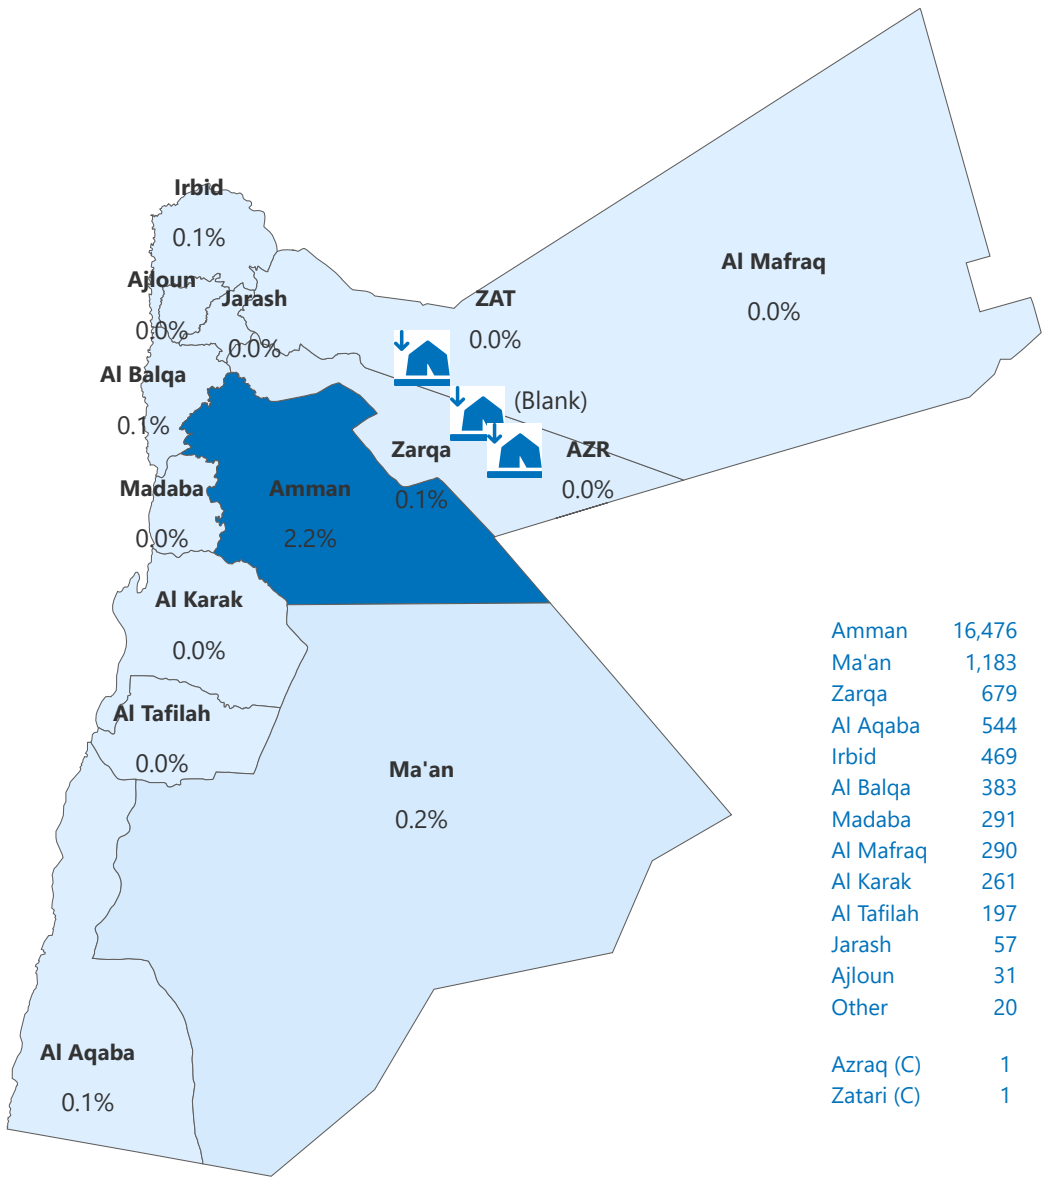 Irbid
0.1%
Al Mafraq
0.0%
Ajloun
0.0%
Jarash
0.0%
ZAT
0.0%
Al Balqa
0.1%
(Blank)
Zarqa
0.1%
AZR
0.0%
Madaba
0.0%
Amman
2.2%
Al Karak
0.0%
Al Tafilah
0.0%
Ma'an
0.2%
Al Aqaba
0.1%
Amman 16,476
Ma'an 1,183
Zarqa 679
Al Aqaba 544
Irbid 469
Al Balqa 383
Madaba 291
Al Mafraq 290
Al Karak 261
Al Tafilah 197
Jarash 57
Ajloun 31
Other 20
Azraq (C) 1
Zatari (C) 1